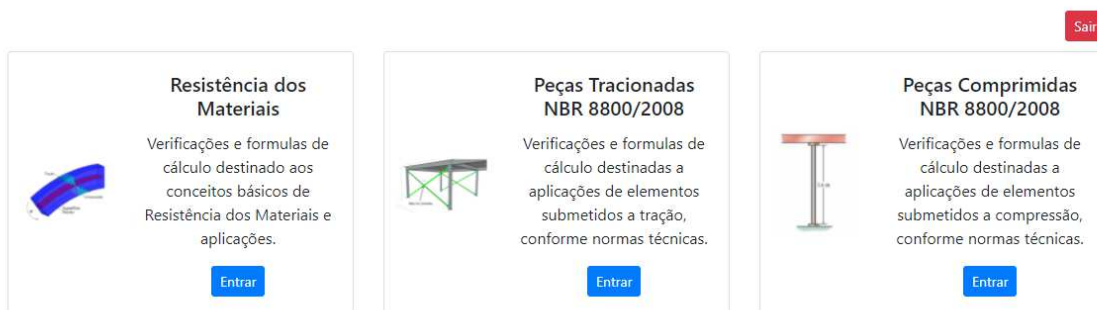 Sair
Resistência dos
Materiais
Verificações e formulas de
cálculo destinado aos
conceitos básicos de
Resistência dos Materiais e
aplicações.
Entrar
Peças Tracionadas
NBR 8800/2008
Verificações e formulas de
cálculo destinadas a
aplicações de elementos
submetidos a tração,
conforme normas técnicas.
Entrar
Peças Comprimidas
NBR 8800/2008
Verificações e formulas de
cálculo destinadas a
aplicações de elementos
submetidos a compressão,
conforme normas técnicas.
Entrar